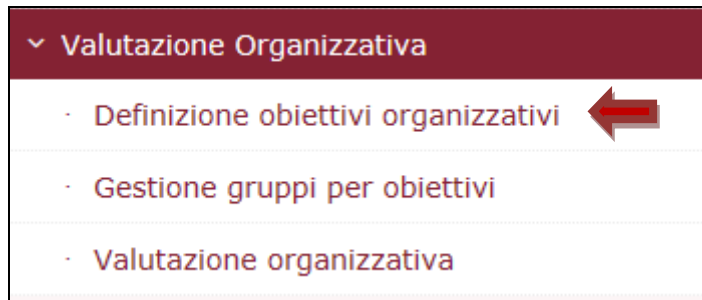 Valutazione Organizzativa
· Definizione obiettivi organizzativi
· Gestione gruppi per obiettivi
· Valutazione organizzativa